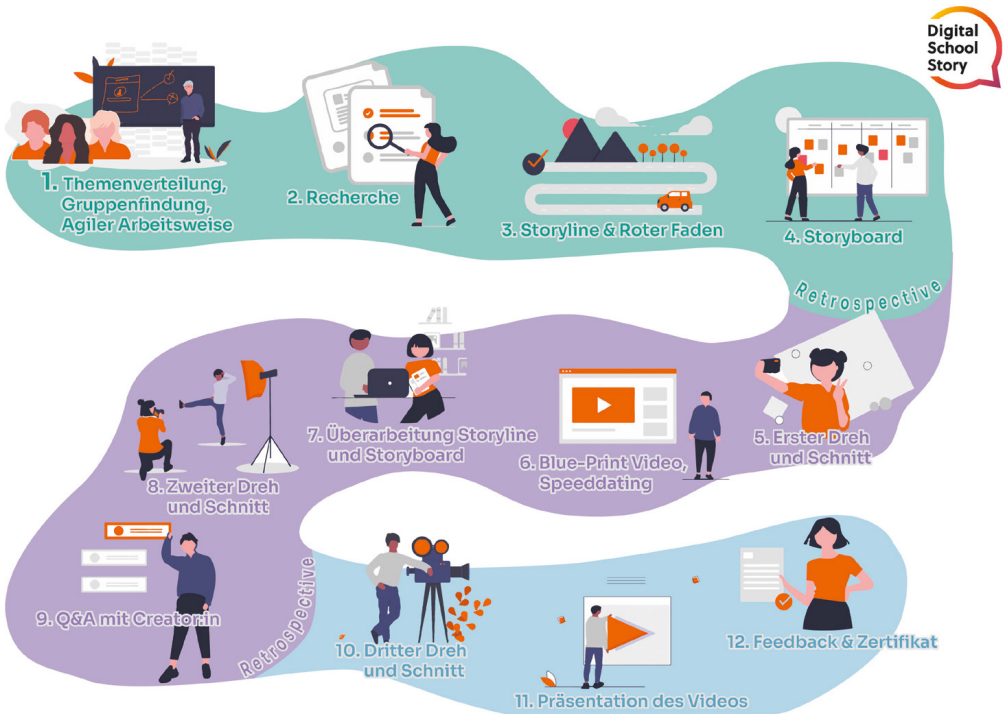 Digital
School
Story
1. Themenverteilung,
Gruppenfindung,
Agiler Arbeitsweise
2. Recherche
3. Storyline & Roter Faden
4. Storyboard
Retrospective
5. Erster Dreh
und Schnitt
6. Blue-Print Video,
Speeddating
7. Überarbeitung Storyline
und Storyboard
8. Zweiter Dreh
und Schnitt
9. Q&A mit Creator:in
Retrospective
10. Dritter Dreh
und Schnitt
11. Präsentation des Videos
12. Feedback & Zertifikat